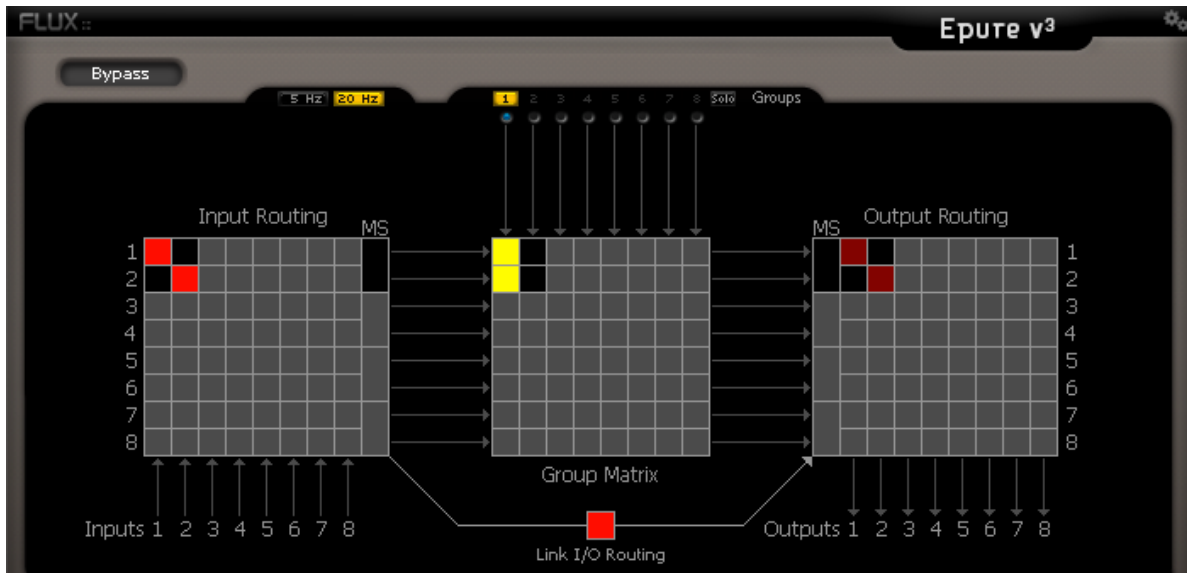 FLUX::
Epure v3
Bypass
5 Hz 20 Hz
1 2 3 4 5 6 7 8 Solo Groups
Input Routing
MS
MS
Output Routing
1
2
3
4
5
6
7
8
1
2
3
4
5
6
7
8
Group Matrix
Inputs 1 2 3 4 5 6 7 8
Outputs 1 2 3 4 5 6 7 8
Link I/O Routing